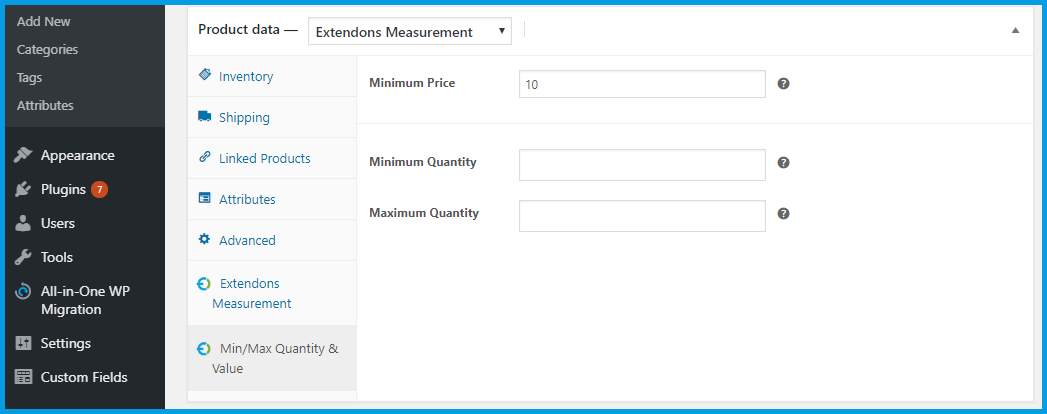 Add New
Categories
Tags
Attributes
Appearance
Plugins 7
Users
Tools
All-in-One WP
Migration
Settings
Custom Fields
Product data — Extendons Measurement
Inventory
Shipping
Linked Products
Attributes
Advanced
Extendons
Measurement
Min/Max Quantity &
Value
Minimum Price 10 ?
Minimum Quantity ?
Maximum Quantity ?